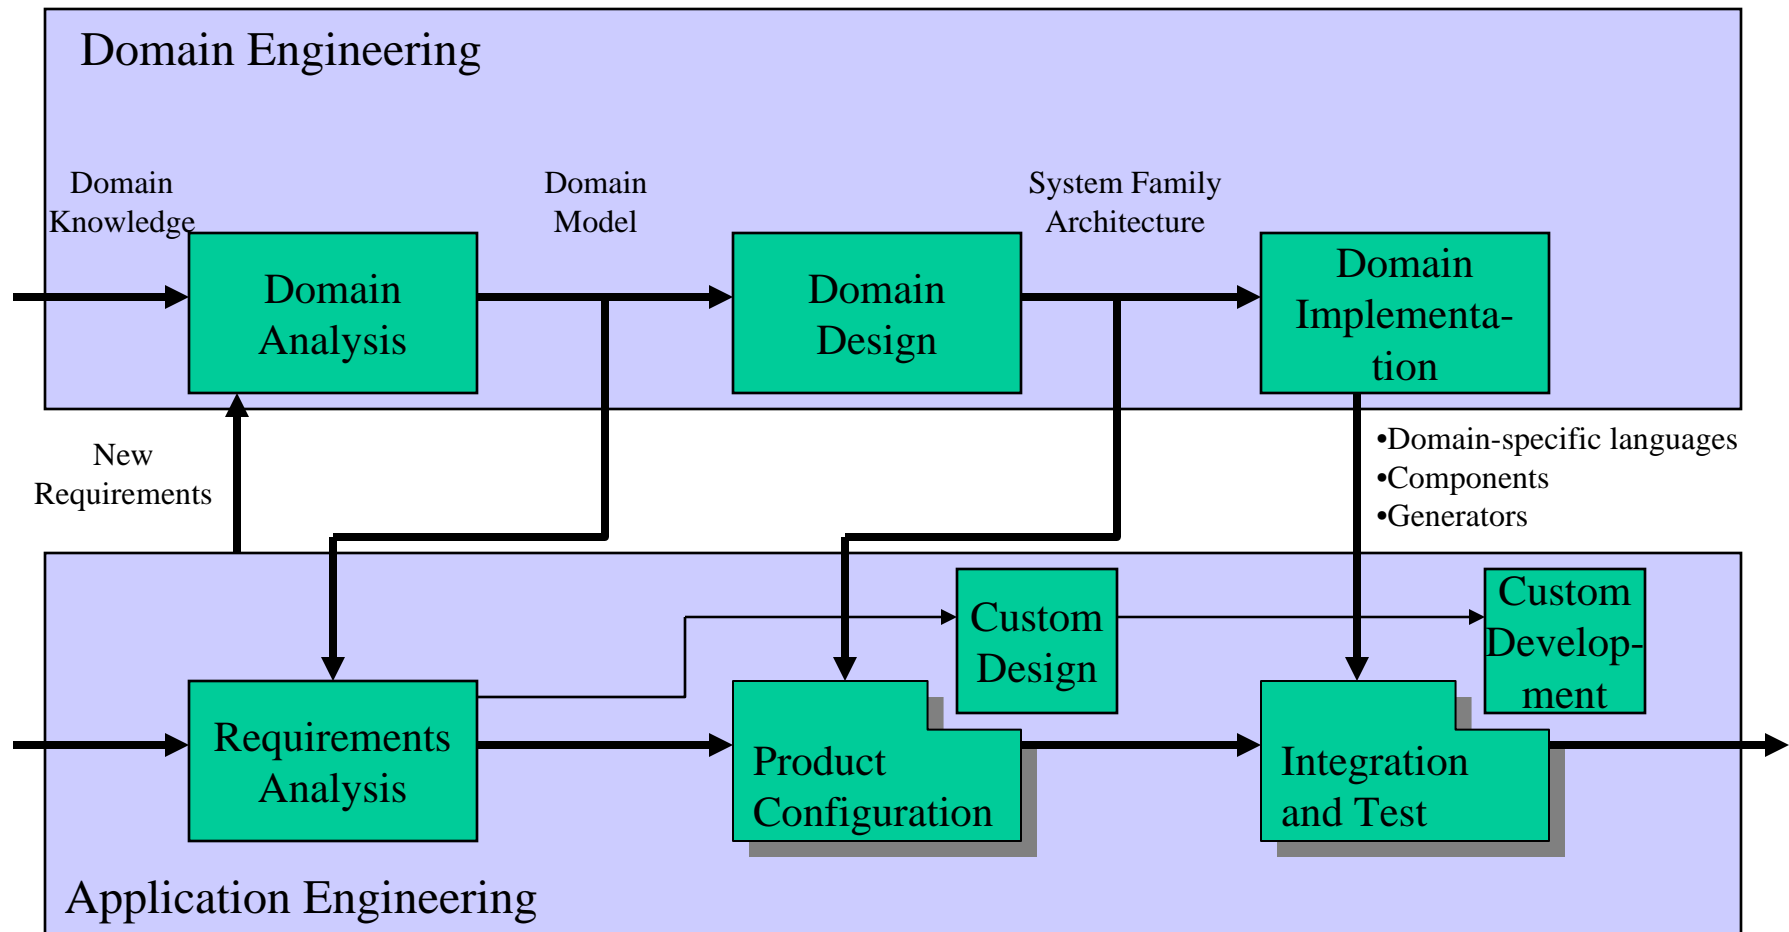 Domain Engineering
Domain
Knowledge
Domain
Model
System Family
Architecture
Domain
Analysis
Domain
Design
Domain
Implementa-
tion
New
Requirements
•Domain-specific languages
•Components
•Generators
Custom
Design
Custom
Develop-
ment
Requirements
Analysis
Product
Configuration
Integration
and Test
Application Engineering